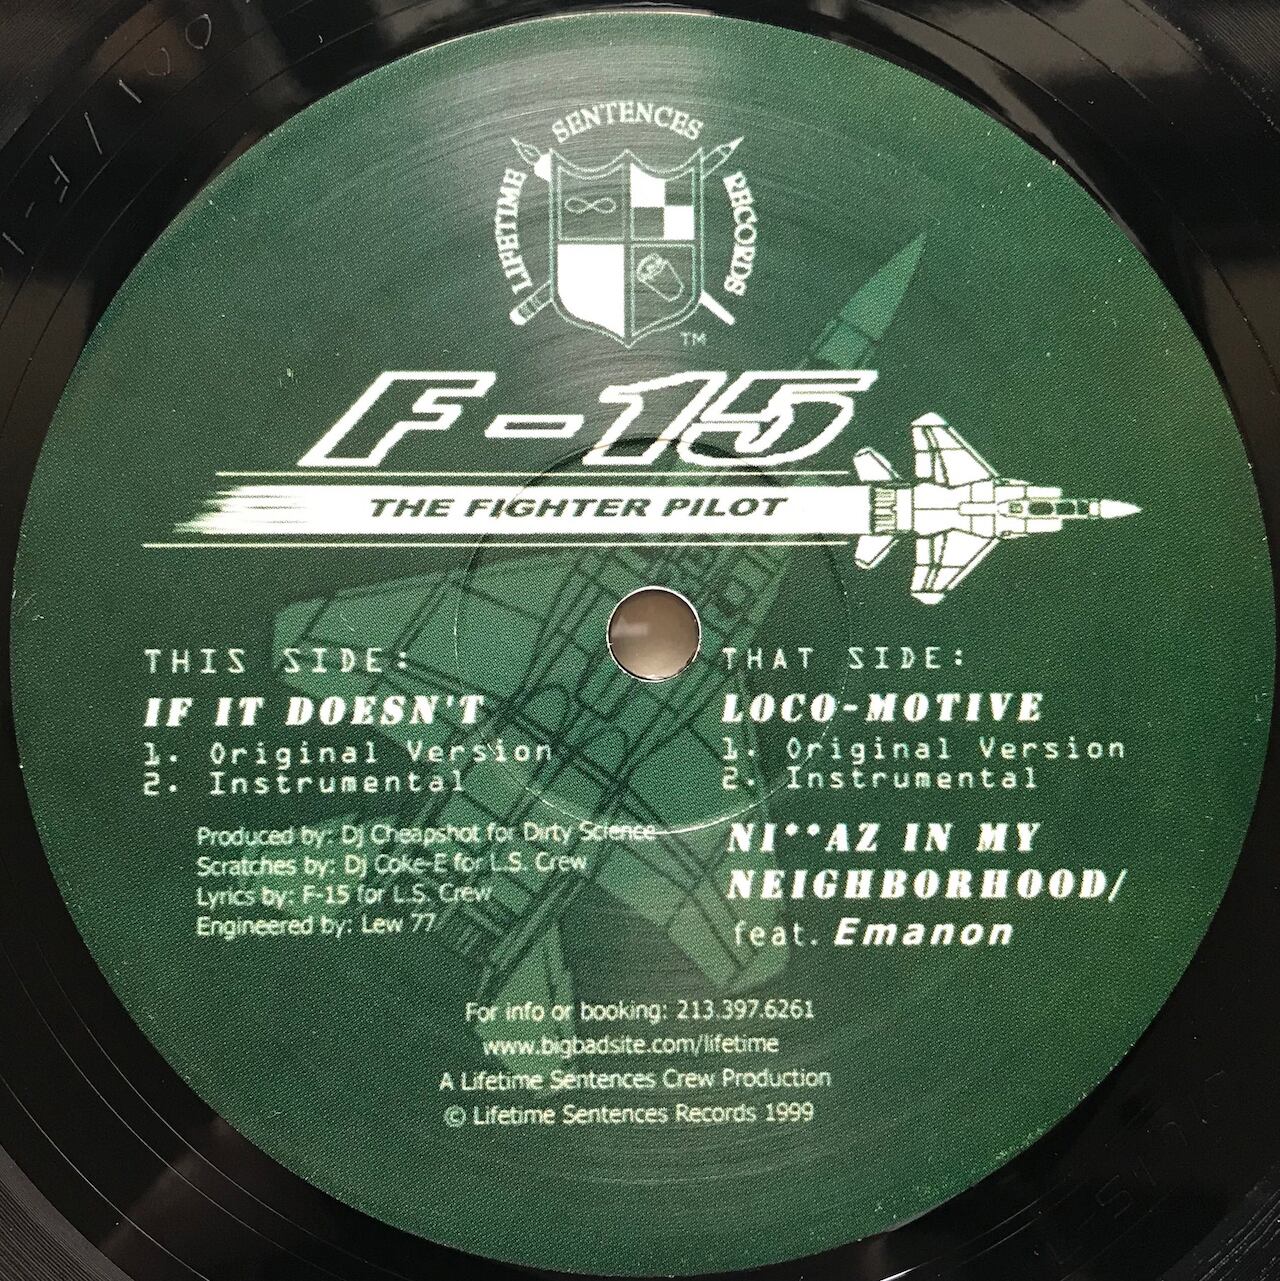 LIFETIME SENTENCES RECORDS
TM
F-15
THE FIGHTER PILOT
THIS SIDE:
IF IT DOESN'T
1. Original Version
2. Instrumental
Produced by: Dj Cheapshot for Dirty Science
Scratches by: Dj Coke-E for L.S. Crew
Lyrics by: F-15 for L.S. Crew
Engineered by: Lew 77
THAT SIDE:
LOCO-MOTIVE
1. Original Version
2. Instrumental
NI**AZ IN MY
NEIGHBORHOOD/
feat. Emanon
For info or booking: 213.397.6261
www.bigbadsite.com/lifetime
A Lifetime Sentences Crew Production
© Lifetime Sentences Records 1999